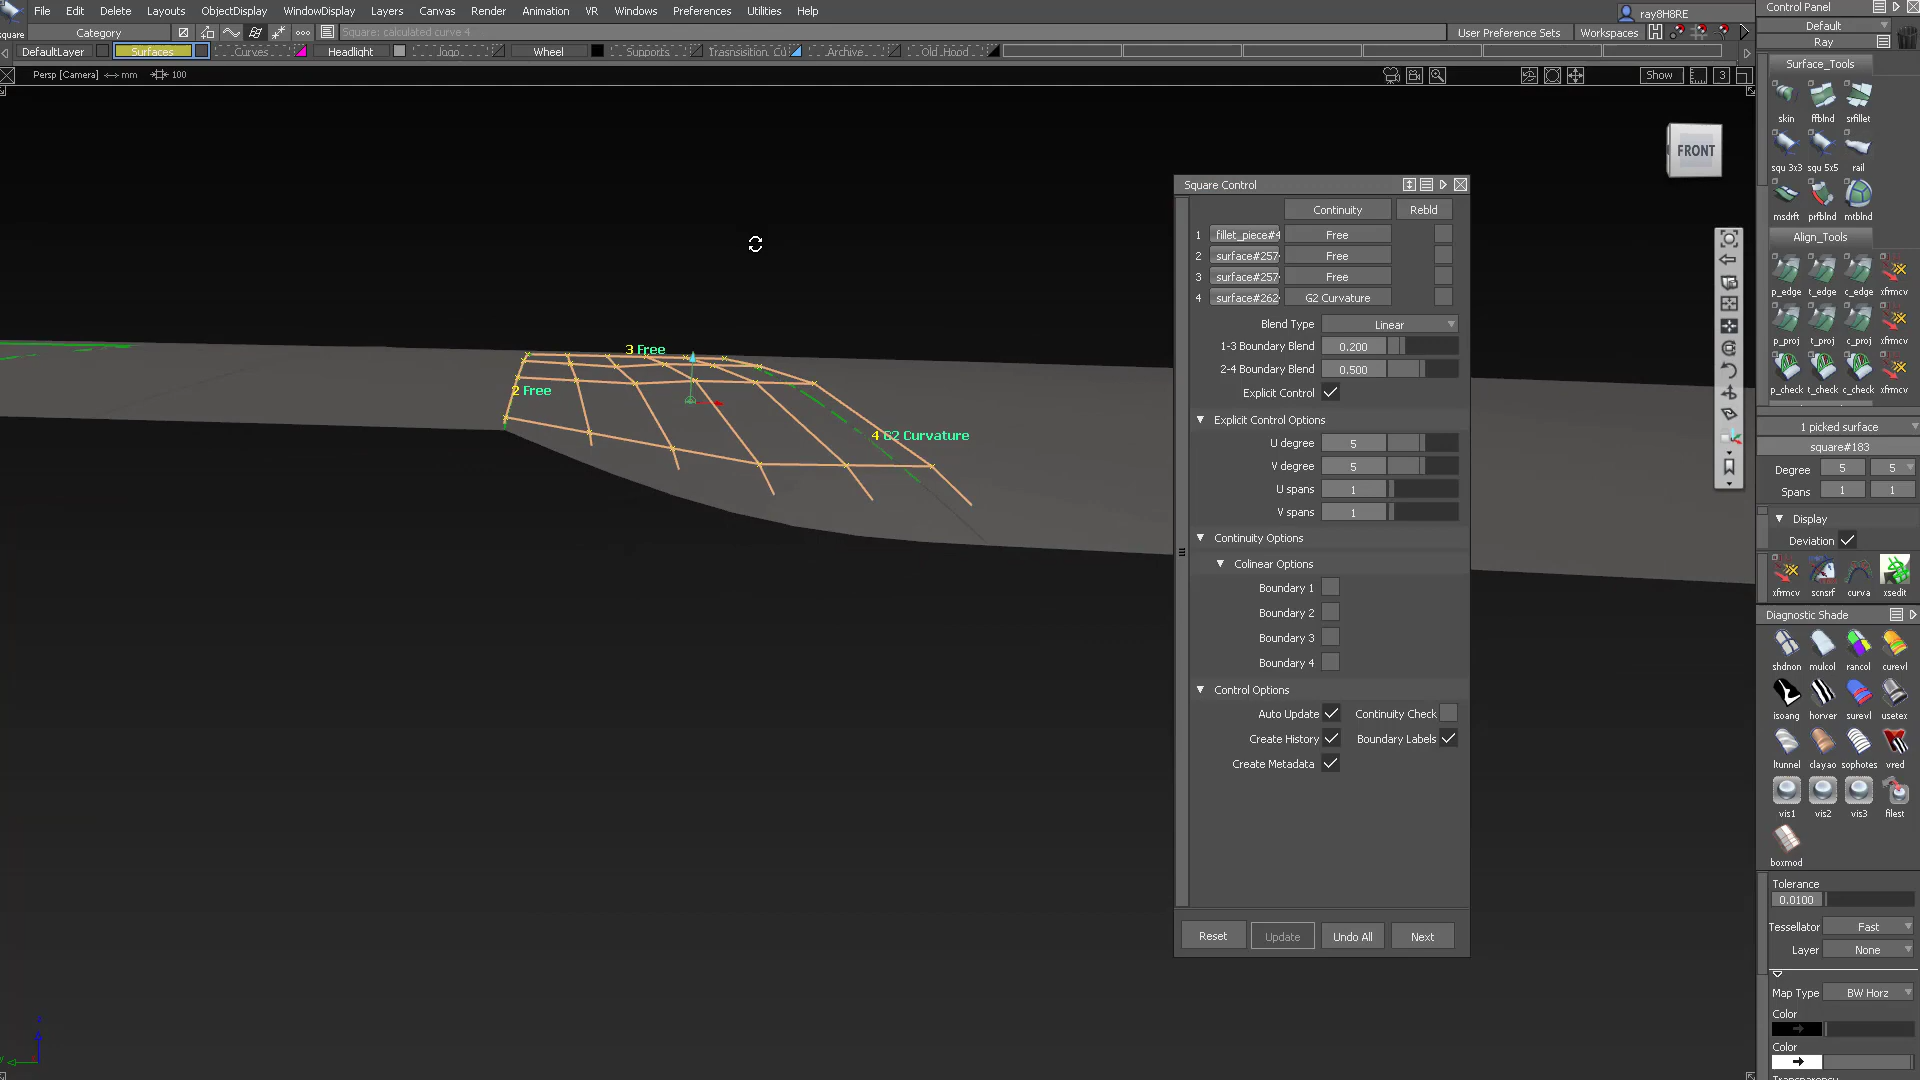 File Edit Delete Layouts ObjectDisplay WindowDisplay Layers Canvas Render Animation VR Windows Preferences Utilities Help
ray8H8RE
square
Category
Square: calculated curve 4
User Preference Sets
Workspaces
DefaultLayer
Surfaces
Curves
Headlight
Wheel
Supports
Archive
Old_Hood
Persp [Camera] mm 100
Show
3
FRONT
3 Free
2 Free
4 G2 Curvature
Square Control
Continuity Rebld
1 fillet_piece#4 Free
2 surface#257 Free
3 surface#257 Free
4 surface#262 G2 Curvature
Blend Type Linear
1-3 Boundary Blend 0.200
2-4 Boundary Blend 0.500
Explicit Control
Explicit Control Options
U degree 5
V degree 5
U spans 1
V spans 1
Continuity Options
Colinear Options
Boundary 1
Boundary 2
Boundary 3
Boundary 4
Control Options
Auto Update Continuity Check
Create History Boundary Labels
Create Metadata
Reset Update Undo All Next
Control Panel
Default
Ray
Surface_Tools
skin ffblnd srfillet
squ 3x3 squ 5x5 rail
msdrft prfblnd mtblnd
Align_Tools
p_edge t_edge c_edge xfrmcv
p_proj t_proj c_proj xfrmcv
p_check t_check c_check xfrmcv
1 picked surface
square#183
Degree 5 5
Spans 1 1
Display
Deviation
xfrmcv scnsrf curva xsedit
Diagnostic Shade
shdnon mulcol rancol curevl
isoang horver surevl usetex
ltunnel clayao sophotes vred
vis1 vis2 vis3 filest
boxmod
Tolerance
0.0100
Tessellator Fast
Layer None
Map Type BW Horz
Color
Color